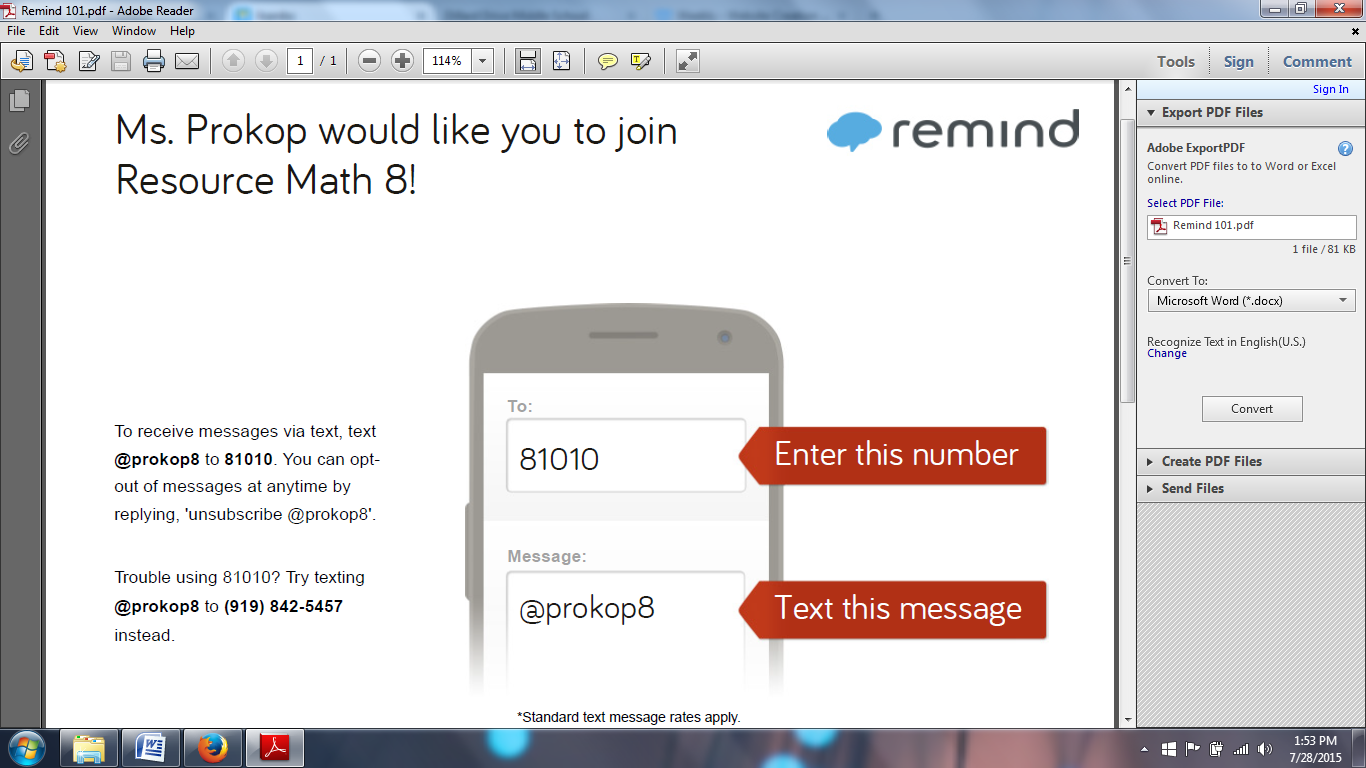 Remind 101.pdf - Adobe Reader
File Edit View Window Help
1 / 1
114%
Tools Sign Comment
Sign In
Ms. Prokop would like you to join
Resource Math 8!
remind
To receive messages via text, text
@prokop8 to 81010. You can opt-
out of messages at anytime by
replying, 'unsubscribe @prokop8'.
Trouble using 81010? Try texting
@prokop8 to (919) 842-5457
instead.
To:
81010
Enter this number
Message:
@prokop8
Text this message
*Standard text message rates apply.
Export PDF Files
Adobe ExportPDF
Convert PDF files to to Word or Excel
online.
Select PDF File:
Remind 101.pdf
1 file / 81 KB
Convert To:
Microsoft Word (*.docx)
Recognize Text in English(U.S.)
Change
Convert
Create PDF Files
Send Files
1:53 PM
7/28/2015